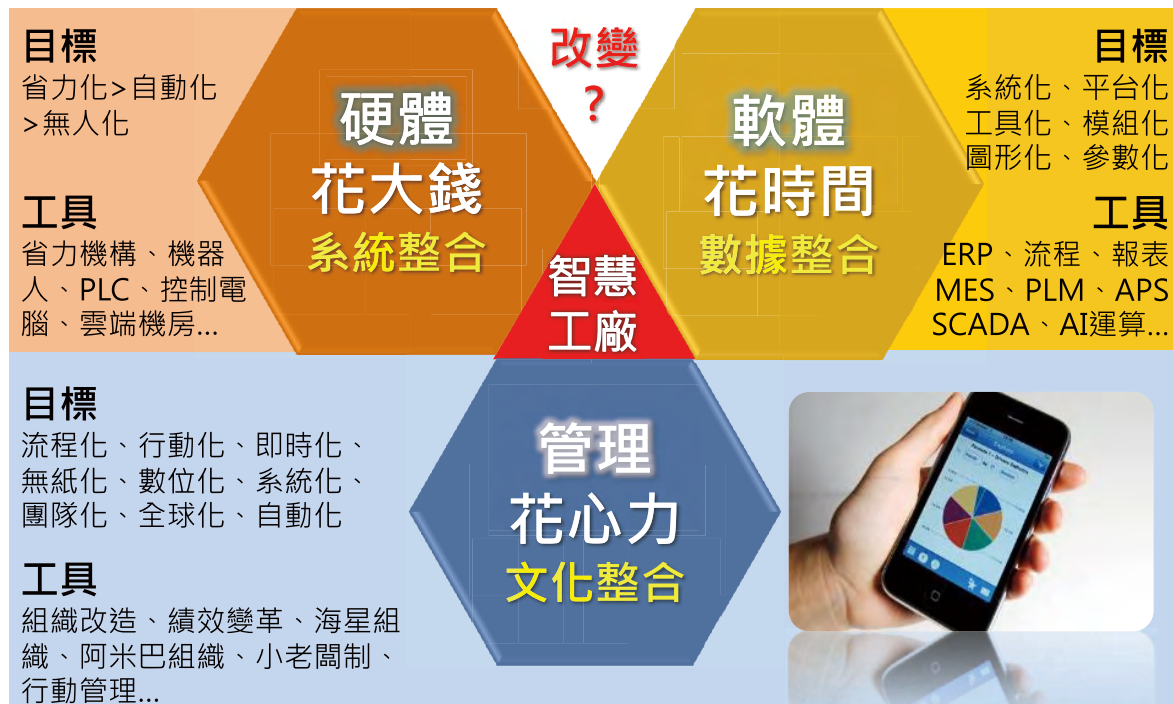 目標
省力化>自動化
>無人化
工具
省力機構、機器
人、PLC、控制電
腦、雲端機房...
硬體
花大錢
系統整合
改變
?
智慧
工廠
軟體
花時間
數據整合
目標
系統化、平台化
工具化、模組化
圖形化、參數化
工具
ERP、流程、報表
MES、PLM、APS
SCADA、AI運算...
目標
流程化、行動化、即時化、
無紙化、數位化、系統化、
團隊化、全球化、自動化
工具
組織改造、績效變革、海星組
織、阿米巴組織、小老闆制、
行動管理...
管理
花心力
文化整合